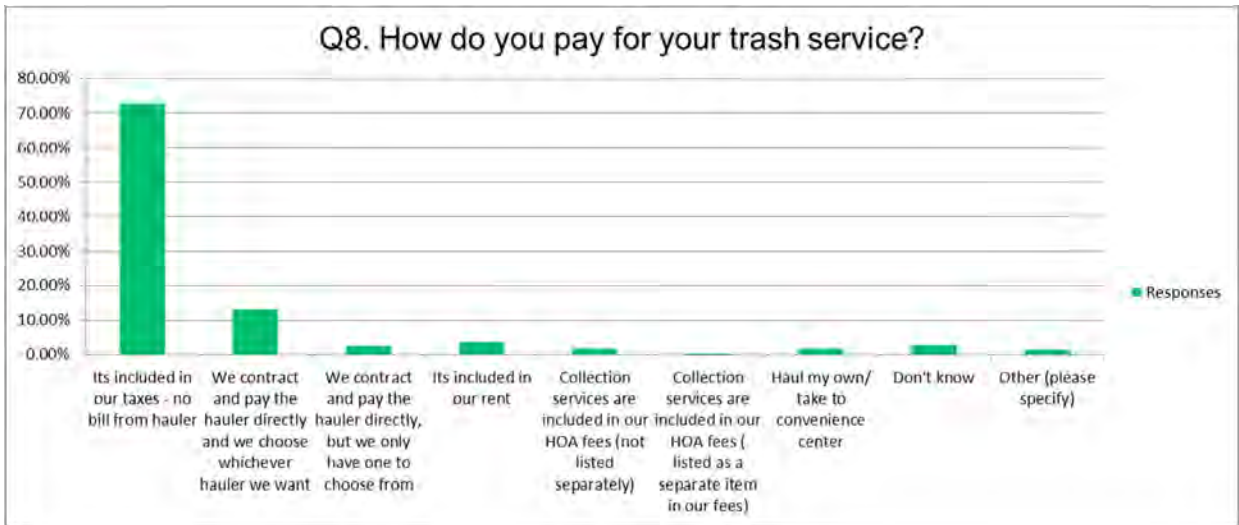 Q8. How do you pay for your trash service?
80.00%
70.00%
60.00%
50.00%
40.00%
30.00%
20.00%
10.00%
0.00%
Responses
Its included in
our taxes - no
bill from hauler
We contract
and pay the
hauler directly
and we choose
whichever
hauler we want
We contract
and pay the
hauler directly,
but we only
have one to
choose from
Its included in
our rent
Collection
services are
included in our
HOA fees (not
listed
separately)
Collection
services are
included in our
HOA fees (
listed as a
separate item
in our fees)
Haul my own/
take to
convenience
center
Don't know
Other (please
specify)